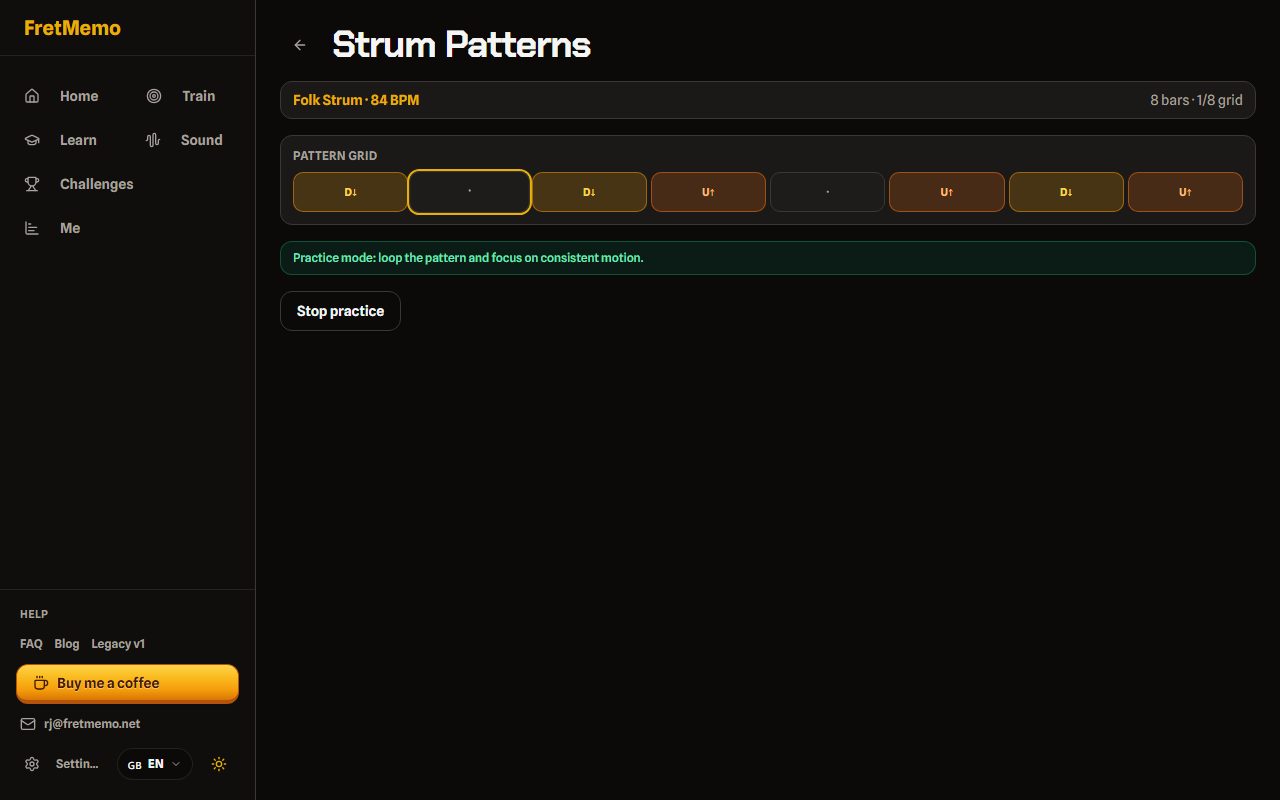 FretMemo
Home
Train
Learn
Sound
Challenges
Me
HELP
FAQ Blog Legacy v1
Buy me a coffee
rj@fretmemo.net
Settin...
GB EN
Strum Patterns
Folk Strum · 84 BPM
8 bars · 1/8 grid
PATTERN GRID
D↓ · D↓ U↑ · U↑ D↓ U↑
Practice mode: loop the pattern and focus on consistent motion.
Stop practice